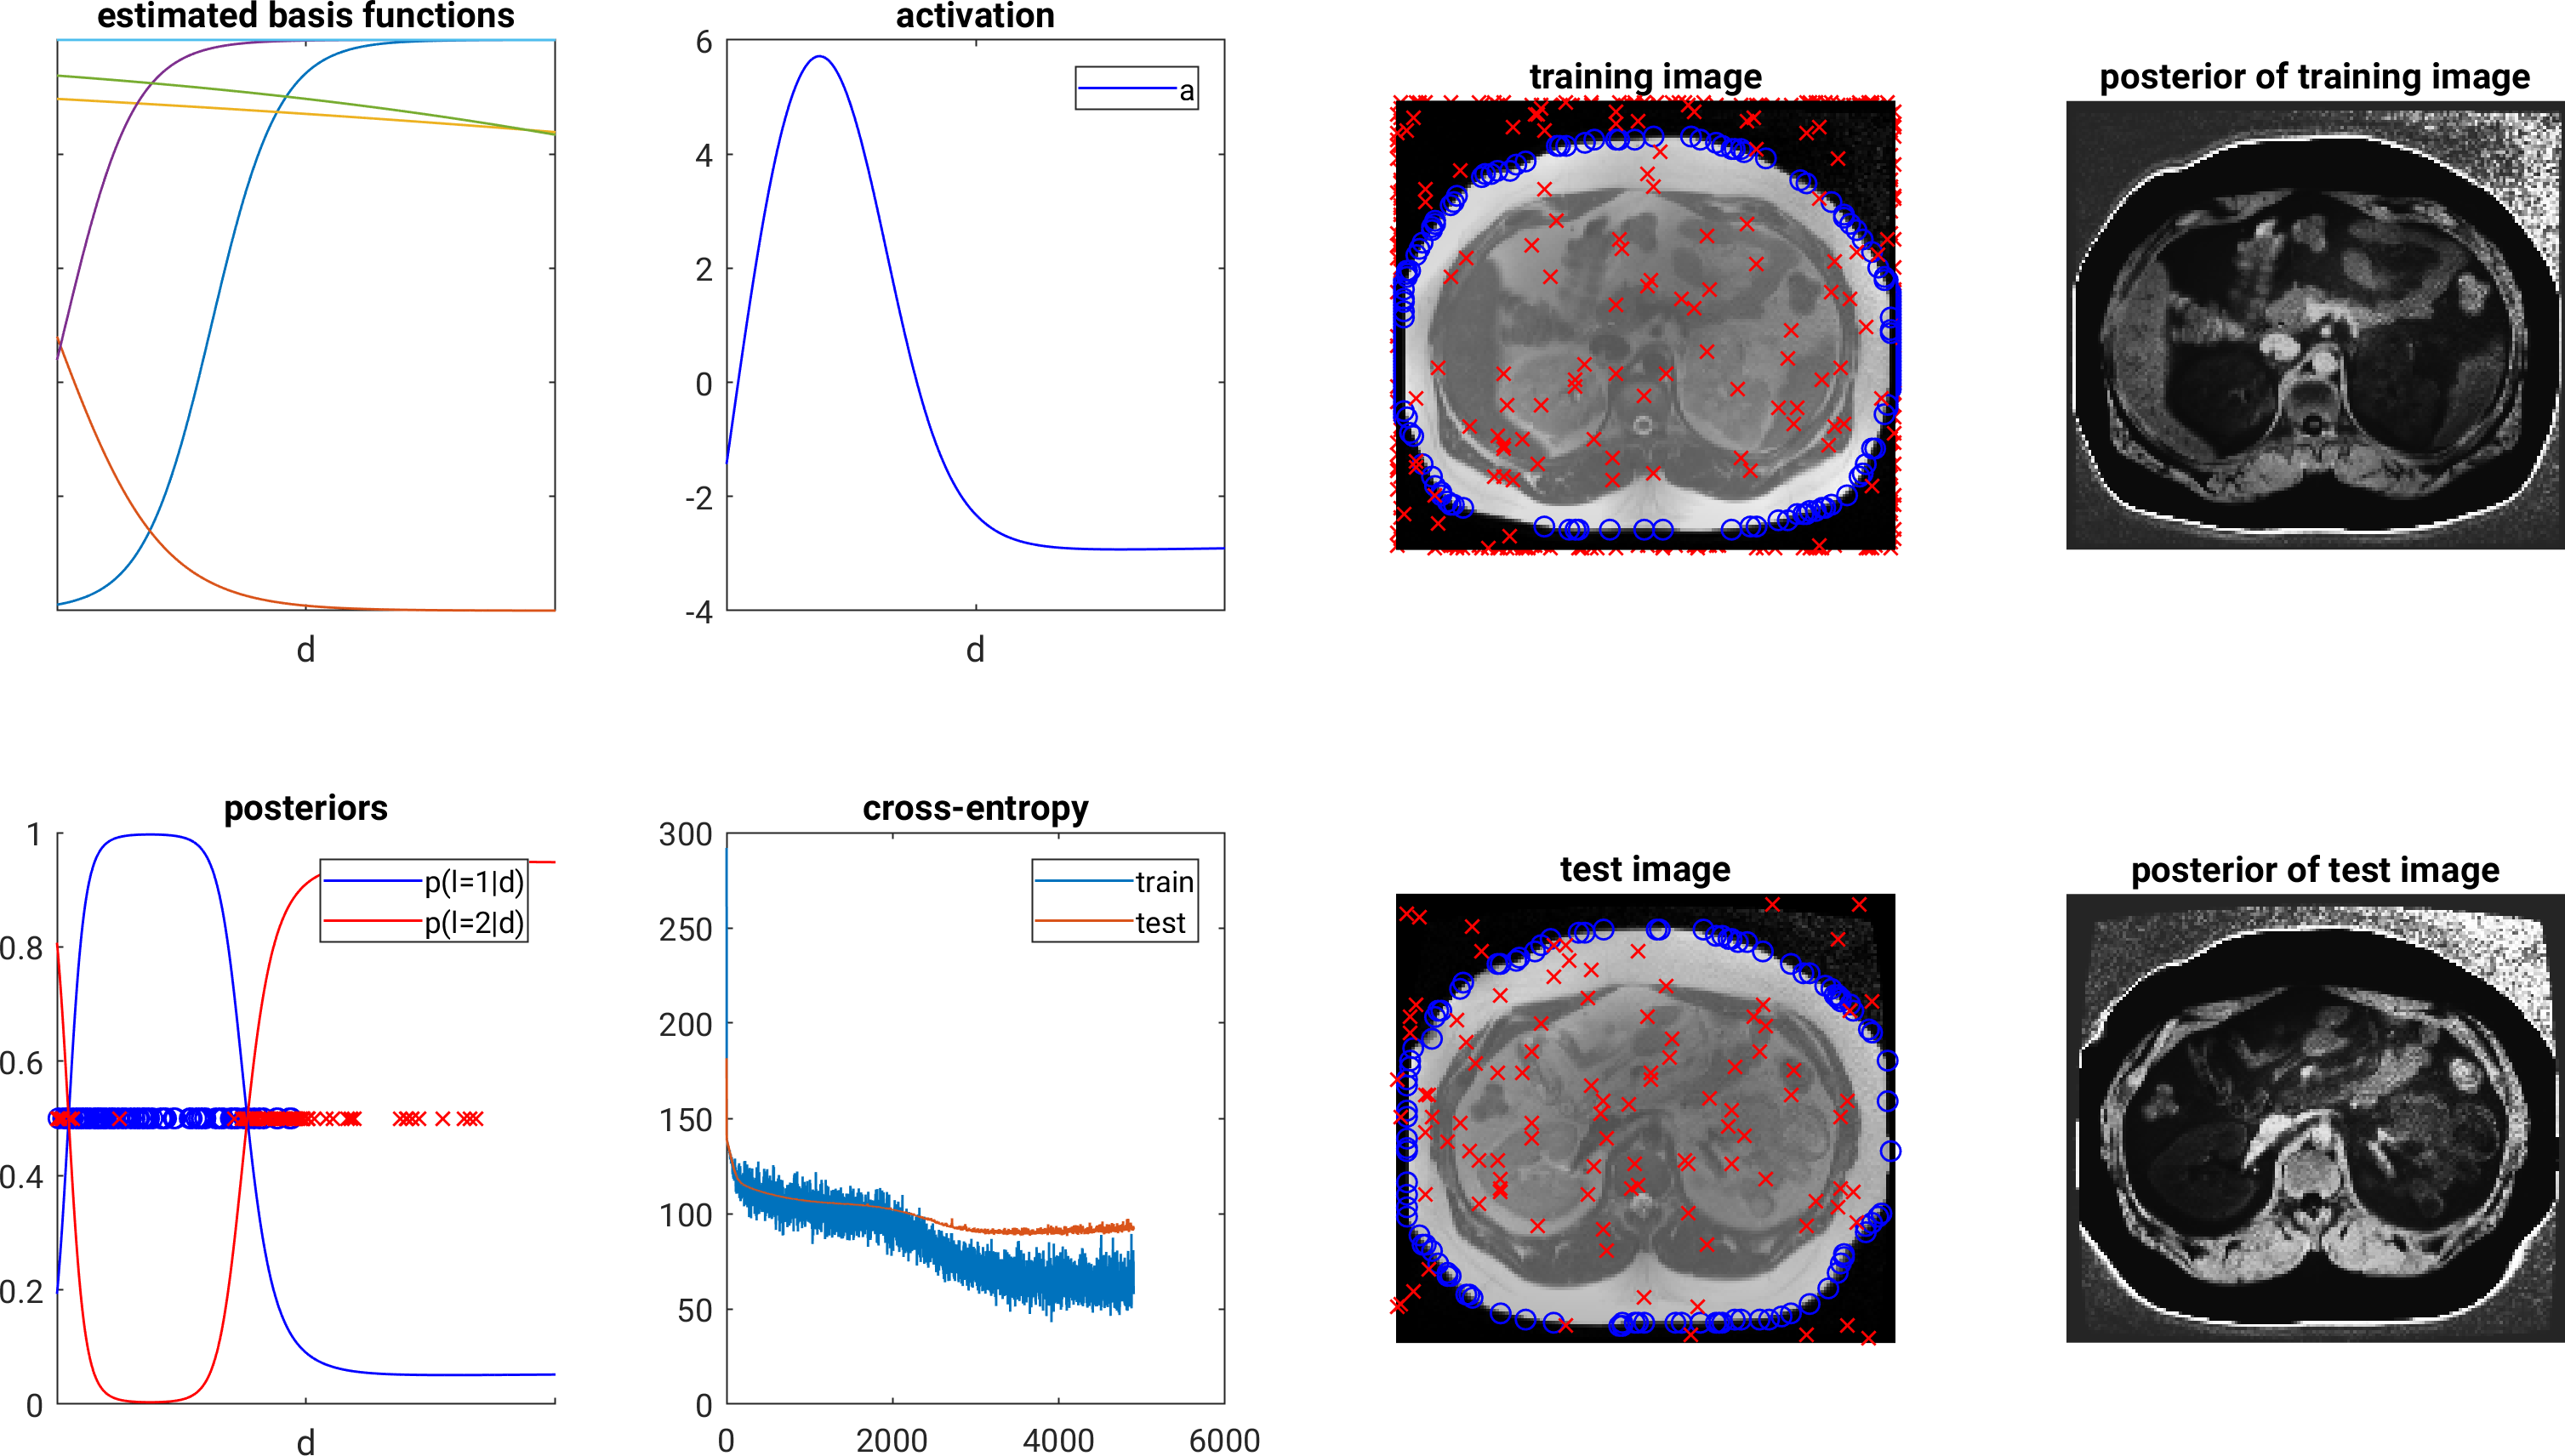 estimated basis functions
d
activation
6
4
2
0
-2
-4
a
d
training image
posterior of training image
posteriors
1
0.8
0.6
0.4
0.2
0
p(l=1|d)
p(l=2|d)
d
cross-entropy
300
250
200
150
100
50
0
train
test
0 2000 4000 6000
test image
posterior of test image